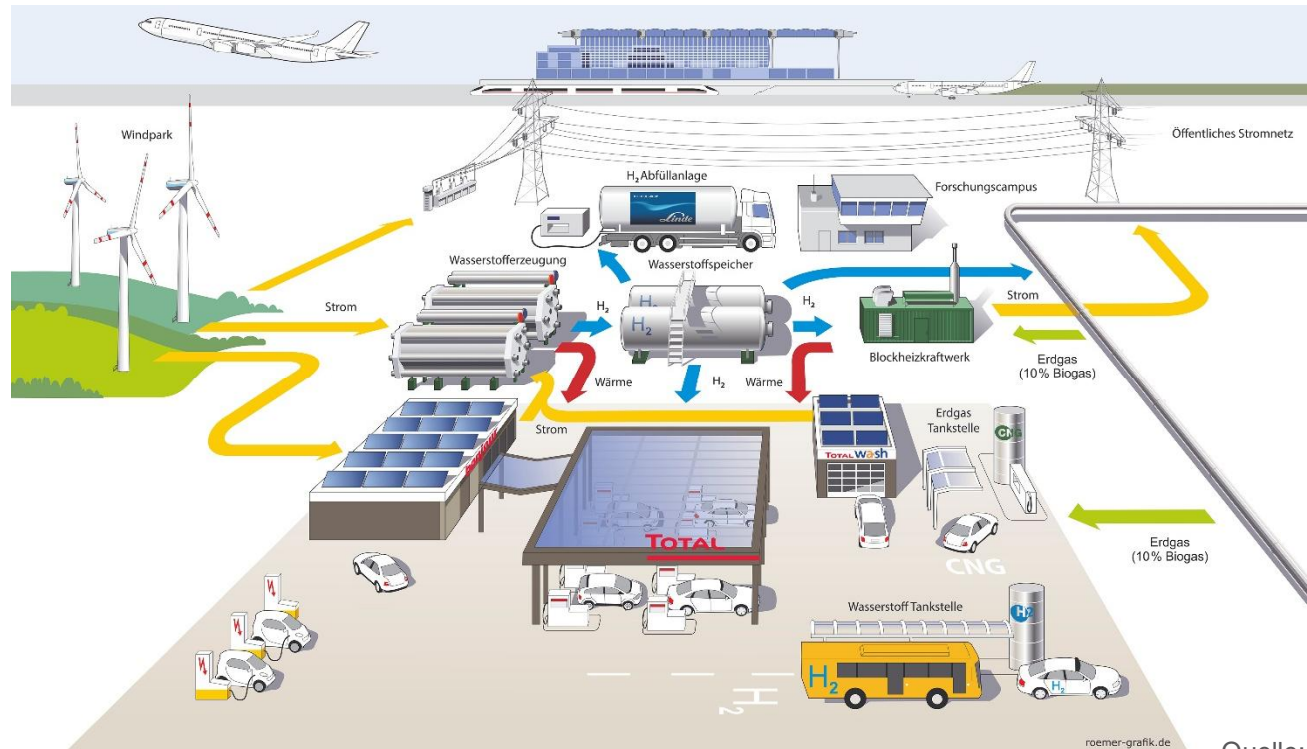 Windpark
Öffentliches Stromnetz
H₂ Abfüllanlage
Forschungscampus
Linde
Wasserstofferzeugung
Wasserstoffspeicher
Strom
H₂
H₂
H₂
H₂
Strom
Blockheizkraftwerk
Erdgas
(10% Biogas)
Wärme
H₂
Wärme
Strom
Erdgas
Tankstelle
CNG
TOTAL wash
bonjour
TOTAL
Erdgas
(10% Biogas)
CNG
Wasserstoff Tankstelle
H₂
H₂
H₂
H₂
roemer-grafik.de